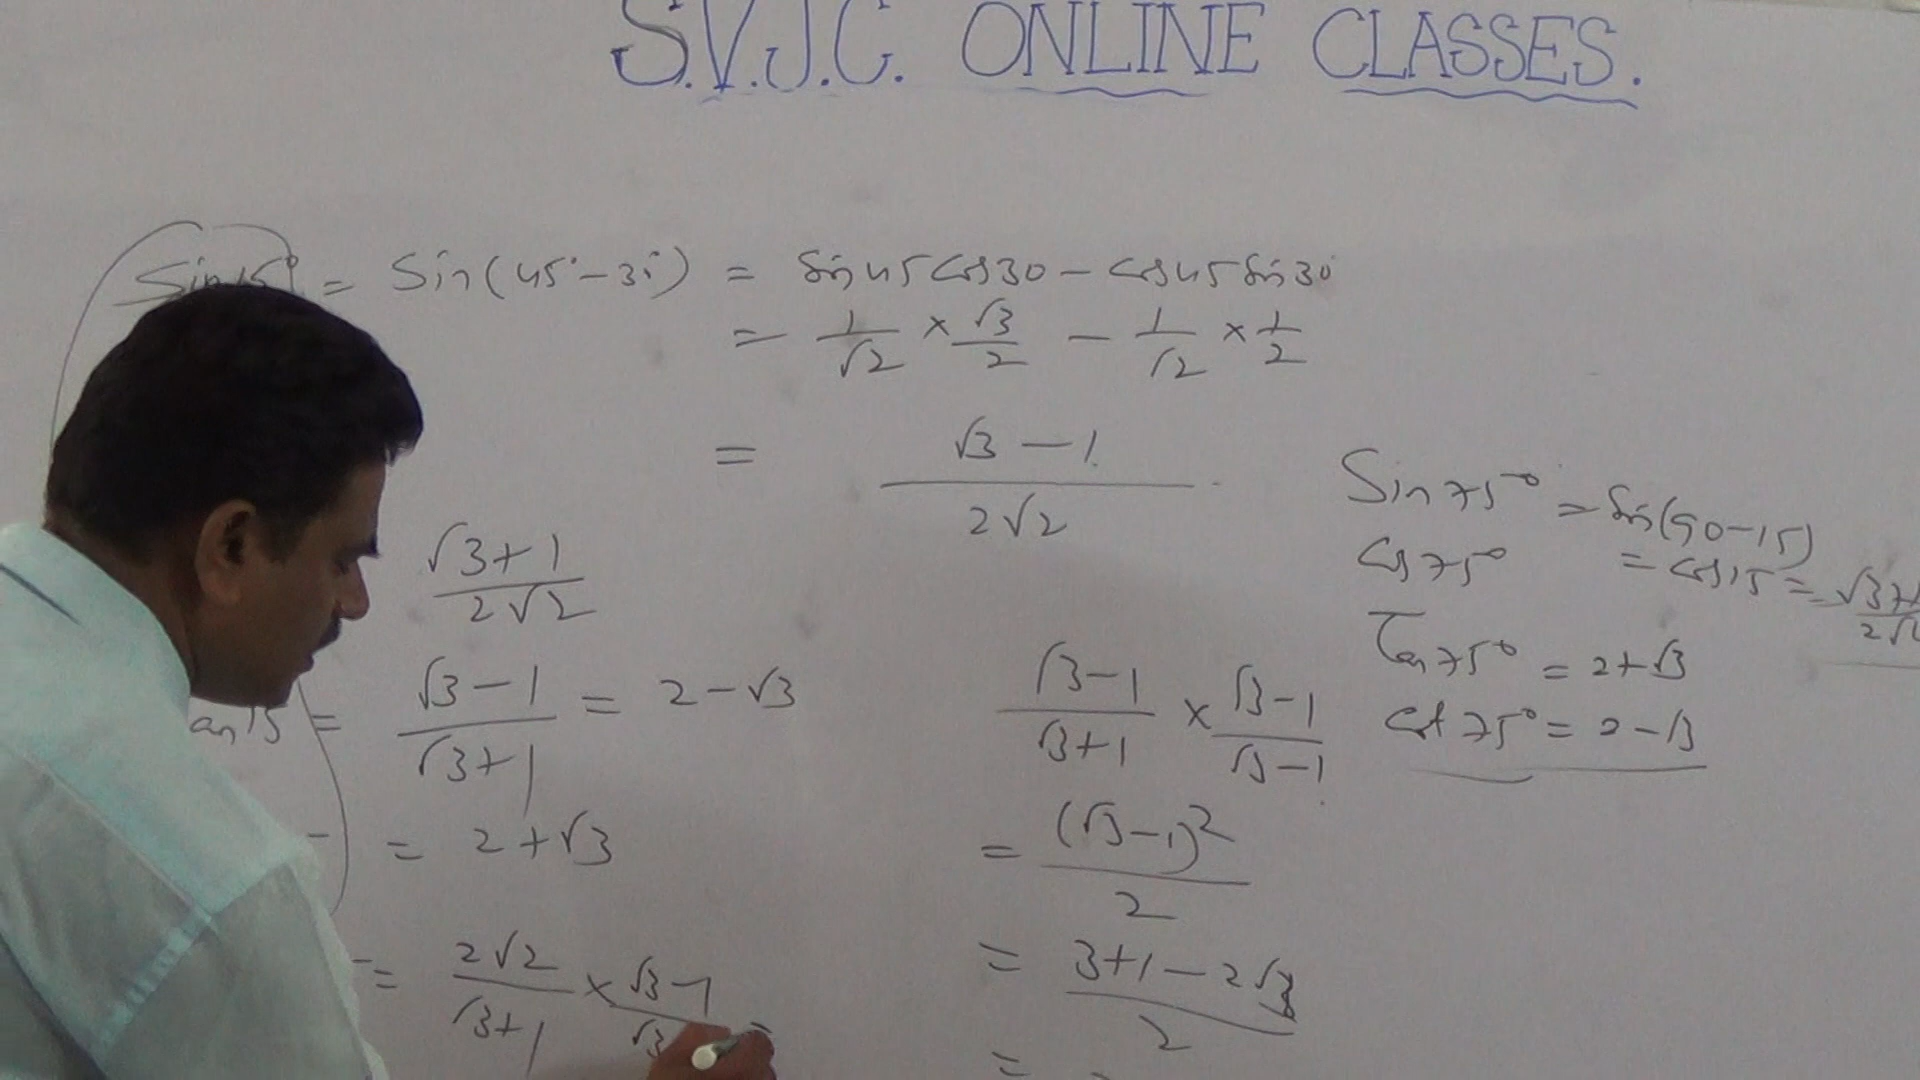 S.V.J.C. ONLINE CLASSES.
Sin15° = Sin(45°-30°) = Sin45Cos30 - Cos45Sin30
= 1/√2 × √3/2 - 1/√2 × 1/2
= √3-1/2√2
√3+1/2√2
an15 = √3-1/√3+1 = 2-√3
= 2+√3
= 2√2/√3+1 × √3-1/√3
√3-1/√3+1 × √3-1/√3-1
= (√3-1)²/2
= 3+1-2√3/2
=
Sin75° = Sin(90-15)
= Cos15 = √3+1/2√2
Cos75°
Tan75° = 2+√3
Cot75° = 2-√3